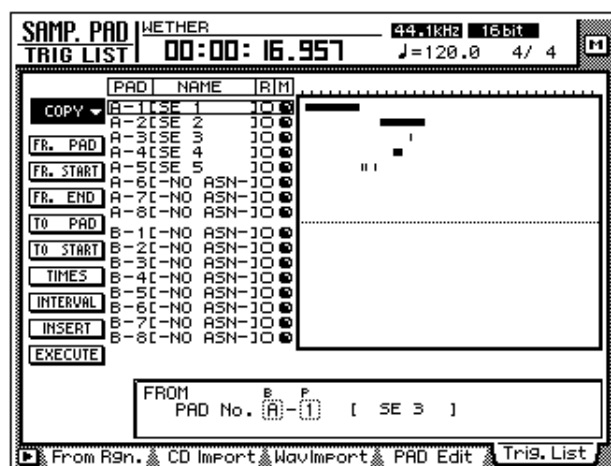 SAMP. PAD
TRIG LIST
WETHER
00:00: 16.957
44.1kHz 16bit
♩=120.0 4/ 4
M
PAD NAME R M
COPY
FR. PAD
FR. START
FR. END
TO PAD
TO START
TIMES
INTERVAL
INSERT
EXECUTE
A-1[SE 1 ]
A-2[SE 2 ]
A-3[SE 3 ]
A-4[SE 4 ]
A-5[SE 5 ]
A-6[-NO ASN-]
A-7[-NO ASN-]
A-8[-NO ASN-]
B-1[-NO ASN-]
B-2[-NO ASN-]
B-3[-NO ASN-]
B-4[-NO ASN-]
B-5[-NO ASN-]
B-6[-NO ASN-]
B-7[-NO ASN-]
B-8[-NO ASN-]
FROM B P
PAD No. A-1 [ SE 3 ]
From Rgn. CD Import WavImport PAD Edit Trig. List